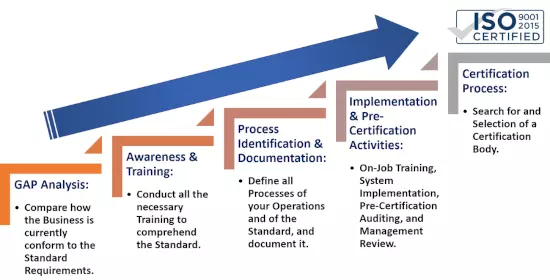 ISO 9001
2015
CERTIFIED
GAP Analysis:
• Compare how
the Business is
currently
conform to the
Standard
Requirements.
Awareness &
Training:
• Conduct all the
necessary
Training to
comprehend
the Standard.
Process
Identification &
Documentation:
• Define all
Processes of
your Operations
and of the
Standard, and
document it.
Implementation
& Pre-
Certification
Activities:
• On-Job Training,
System
Implementation,
Pre-Certification
Auditing, and
Management
Review.
Certification
Process:
• Search for and
Selection of a
Certification
Body.